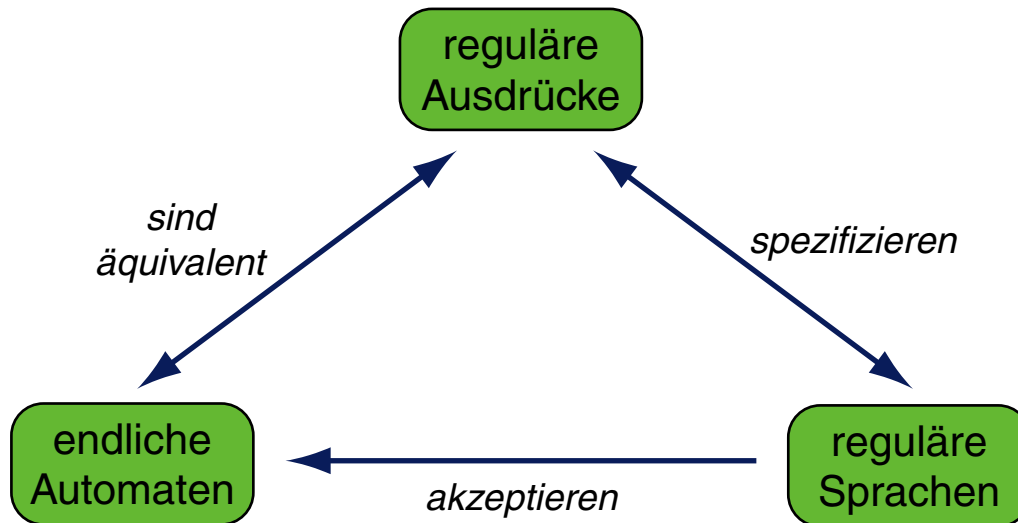 reguläre
Ausdrücke
sind
äquivalent
spezifizieren
endliche
Automaten
akzeptieren
reguläre
Sprachen